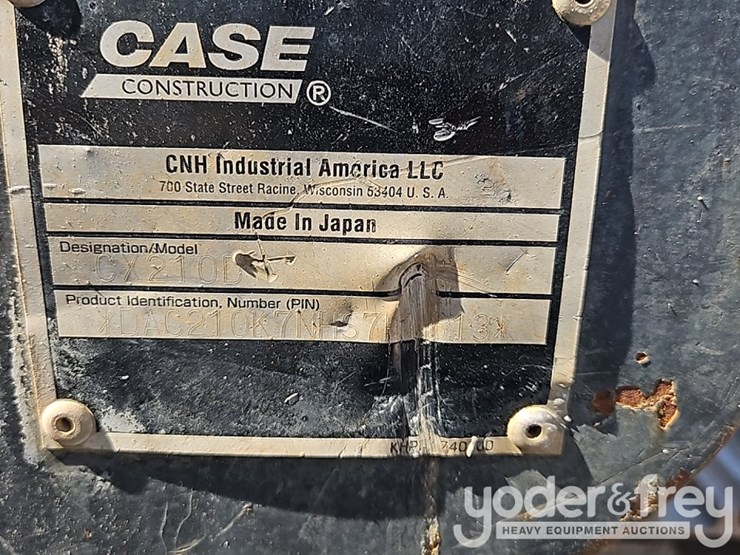 CASE
CONSTRUCTION ®
CNH Industrial America LLC
700 State Street Racine, Wisconsin 53404 U. S. A.
Made In Japan
Designation/Model
CX210D
Product Identification, Number (PIN)
yoder&frey
HEAVY EQUIPMENT AUCTIONS